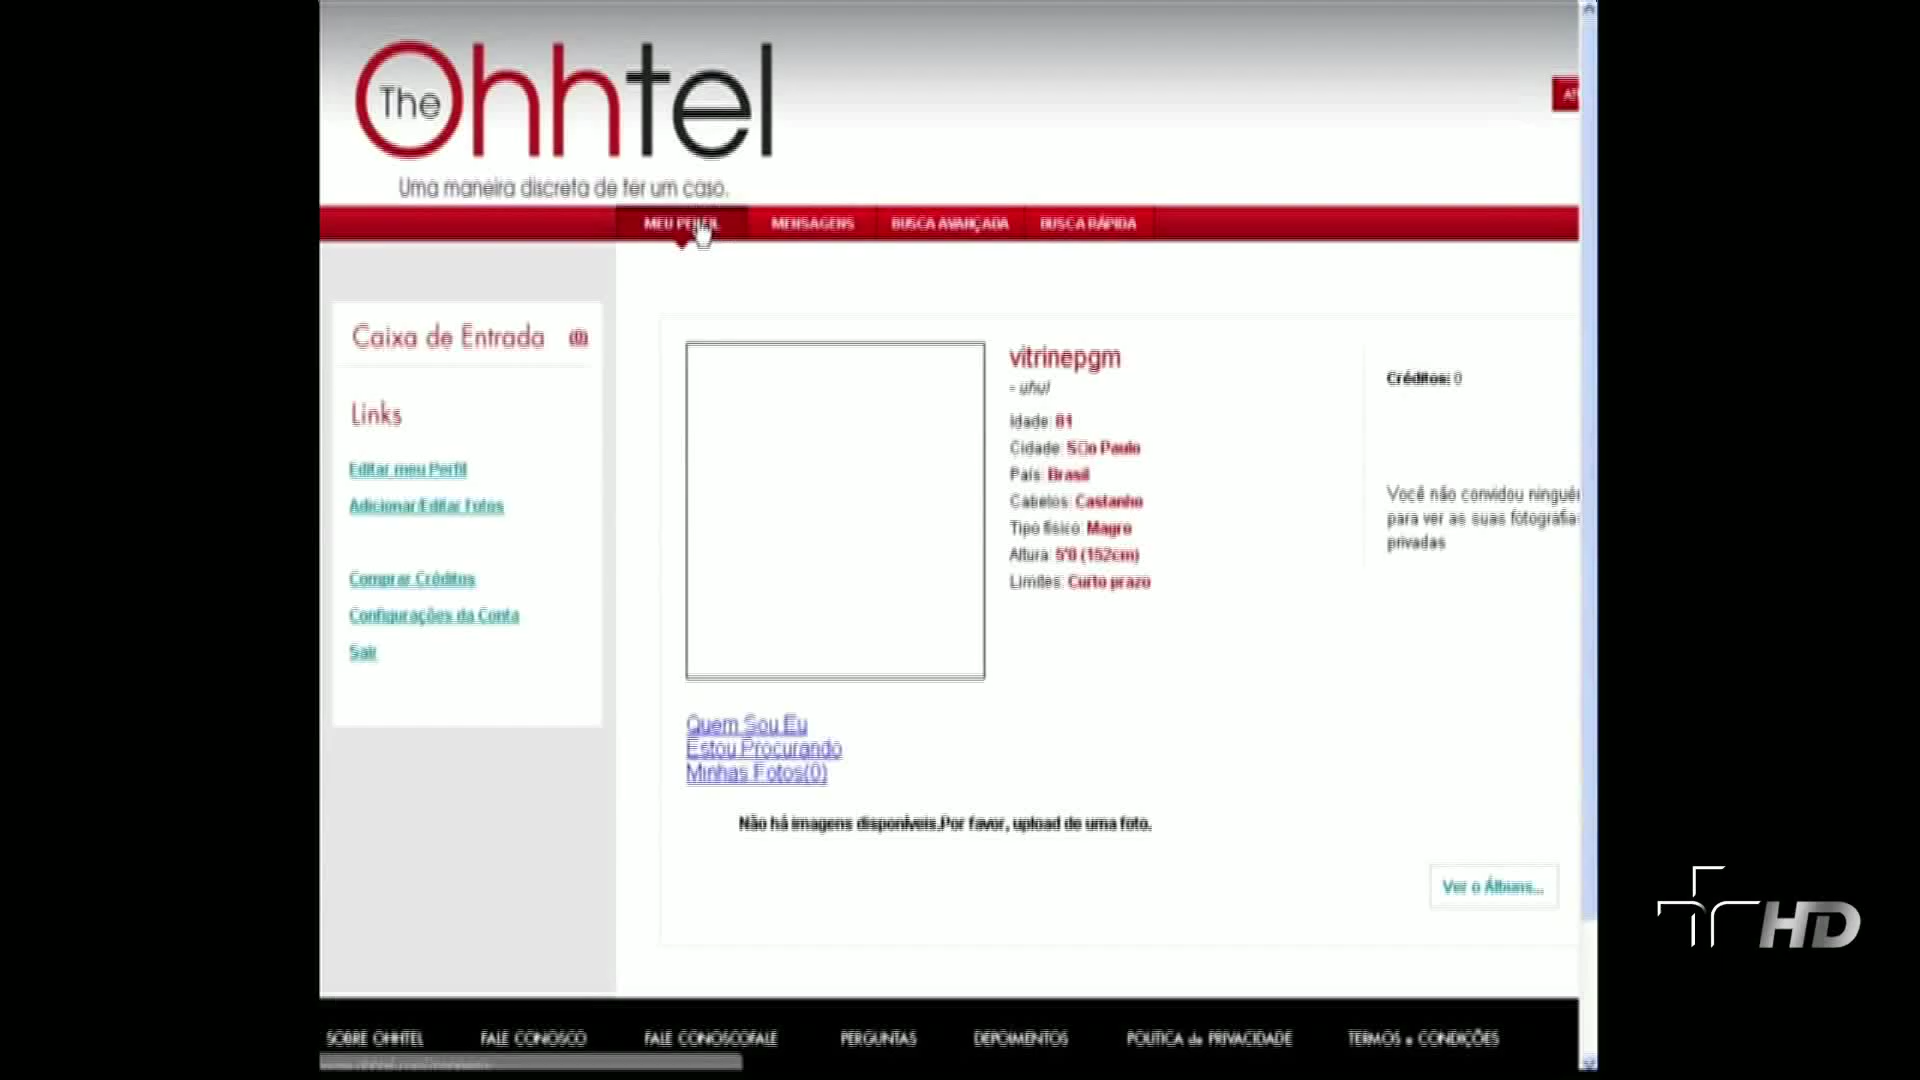 The Ohhtel
Uma maneira discreta de ter um caso.
MEU PERFIL MENSAGENS BUSCA AVANÇADA BUSCA RÁPIDA
Caixa de Entrada (0)
Links
Editar meu Perfil
Adicionar/Editar Fotos
Comprar Créditos
Configurações da Conta
Sair
vitrinepgm
- uhul
Idade: 81
Cidade: S□o Paulo
País: Brasil
Cabelos: Castanho
Tipo físico: Magro
Altura: 5'0 (152cm)
Limites: Curto prazo
Créditos: 0
Você não convidou ningué
para ver as suas fotografia
privadas
Quem Sou Eu
Estou Procurando
Minhas Fotos(0)
Não há imagens disponíveis.Por favor, upload de uma foto.
Ver o Álbuns...
HD
SOBRE OHHTEL FALE CONOSCO FALE CONOSCOFALE PERGUNTAS DEPOIMENTOS POLITICA de PRIVACIDADE TERMOS e CONDIÇÕES